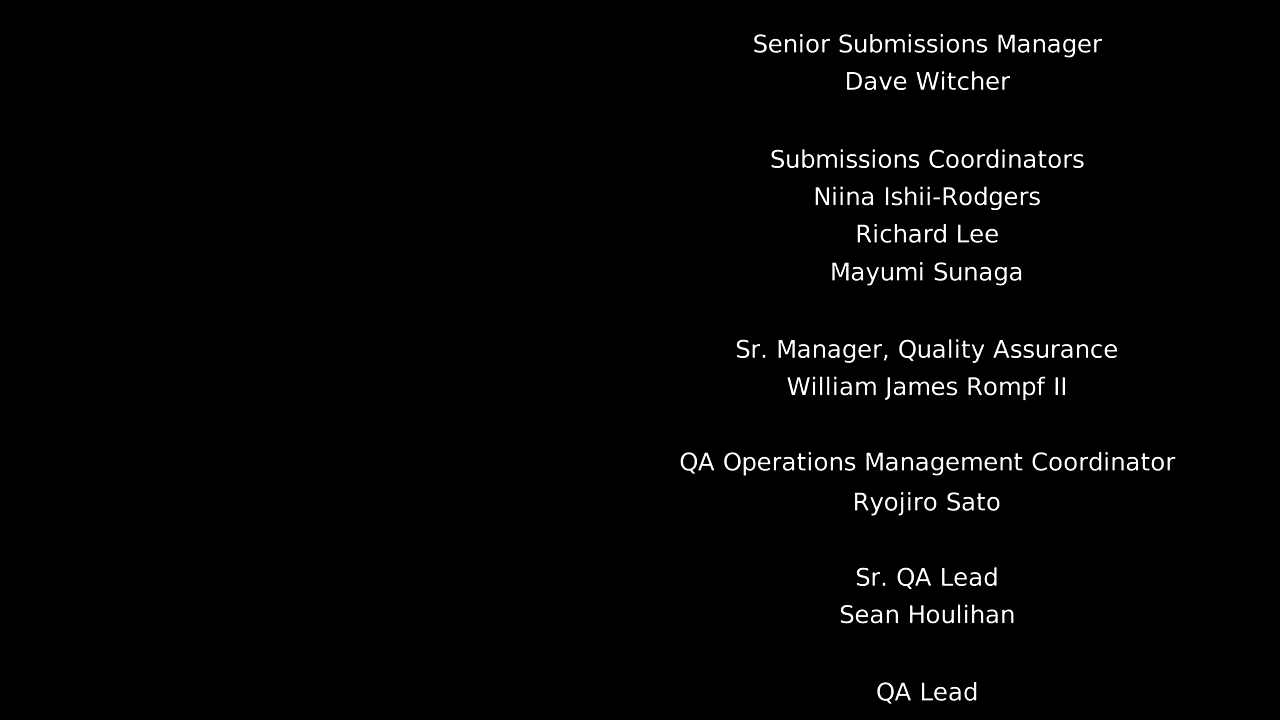 Senior Submissions Manager
Dave Witcher
Submissions Coordinators
Niina Ishii-Rodgers
Richard Lee
Mayumi Sunaga
Sr. Manager, Quality Assurance
William James Rompf II
QA Operations Management Coordinator
Ryojiro Sato
Sr. QA Lead
Sean Houlihan
QA Lead